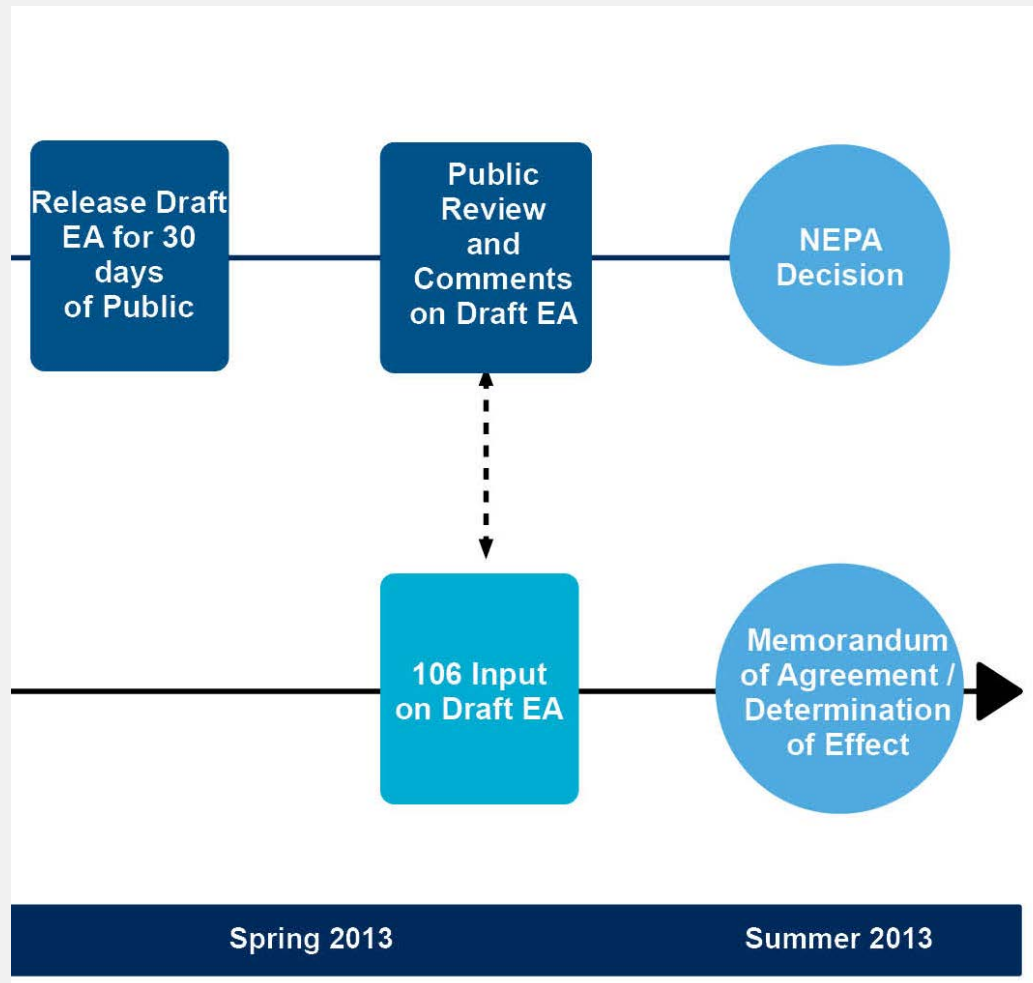 Release Draft
EA for 30
days
of Public
Public
Review
and
Comments
on Draft EA
NEPA
Decision
106 Input
on Draft EA
Memorandum
of Agreement /
Determination
of Effect
Spring 2013
Summer 2013